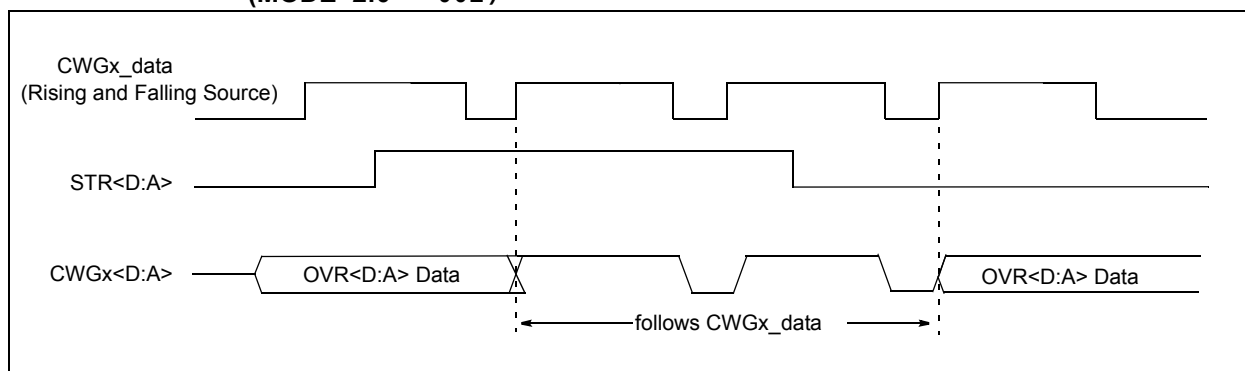 CWGx_data
(Rising and Falling Source)
STR<D:A>
CWGx<D:A>
OVR<D:A> Data
OVR<D:A> Data
follows CWGx_data